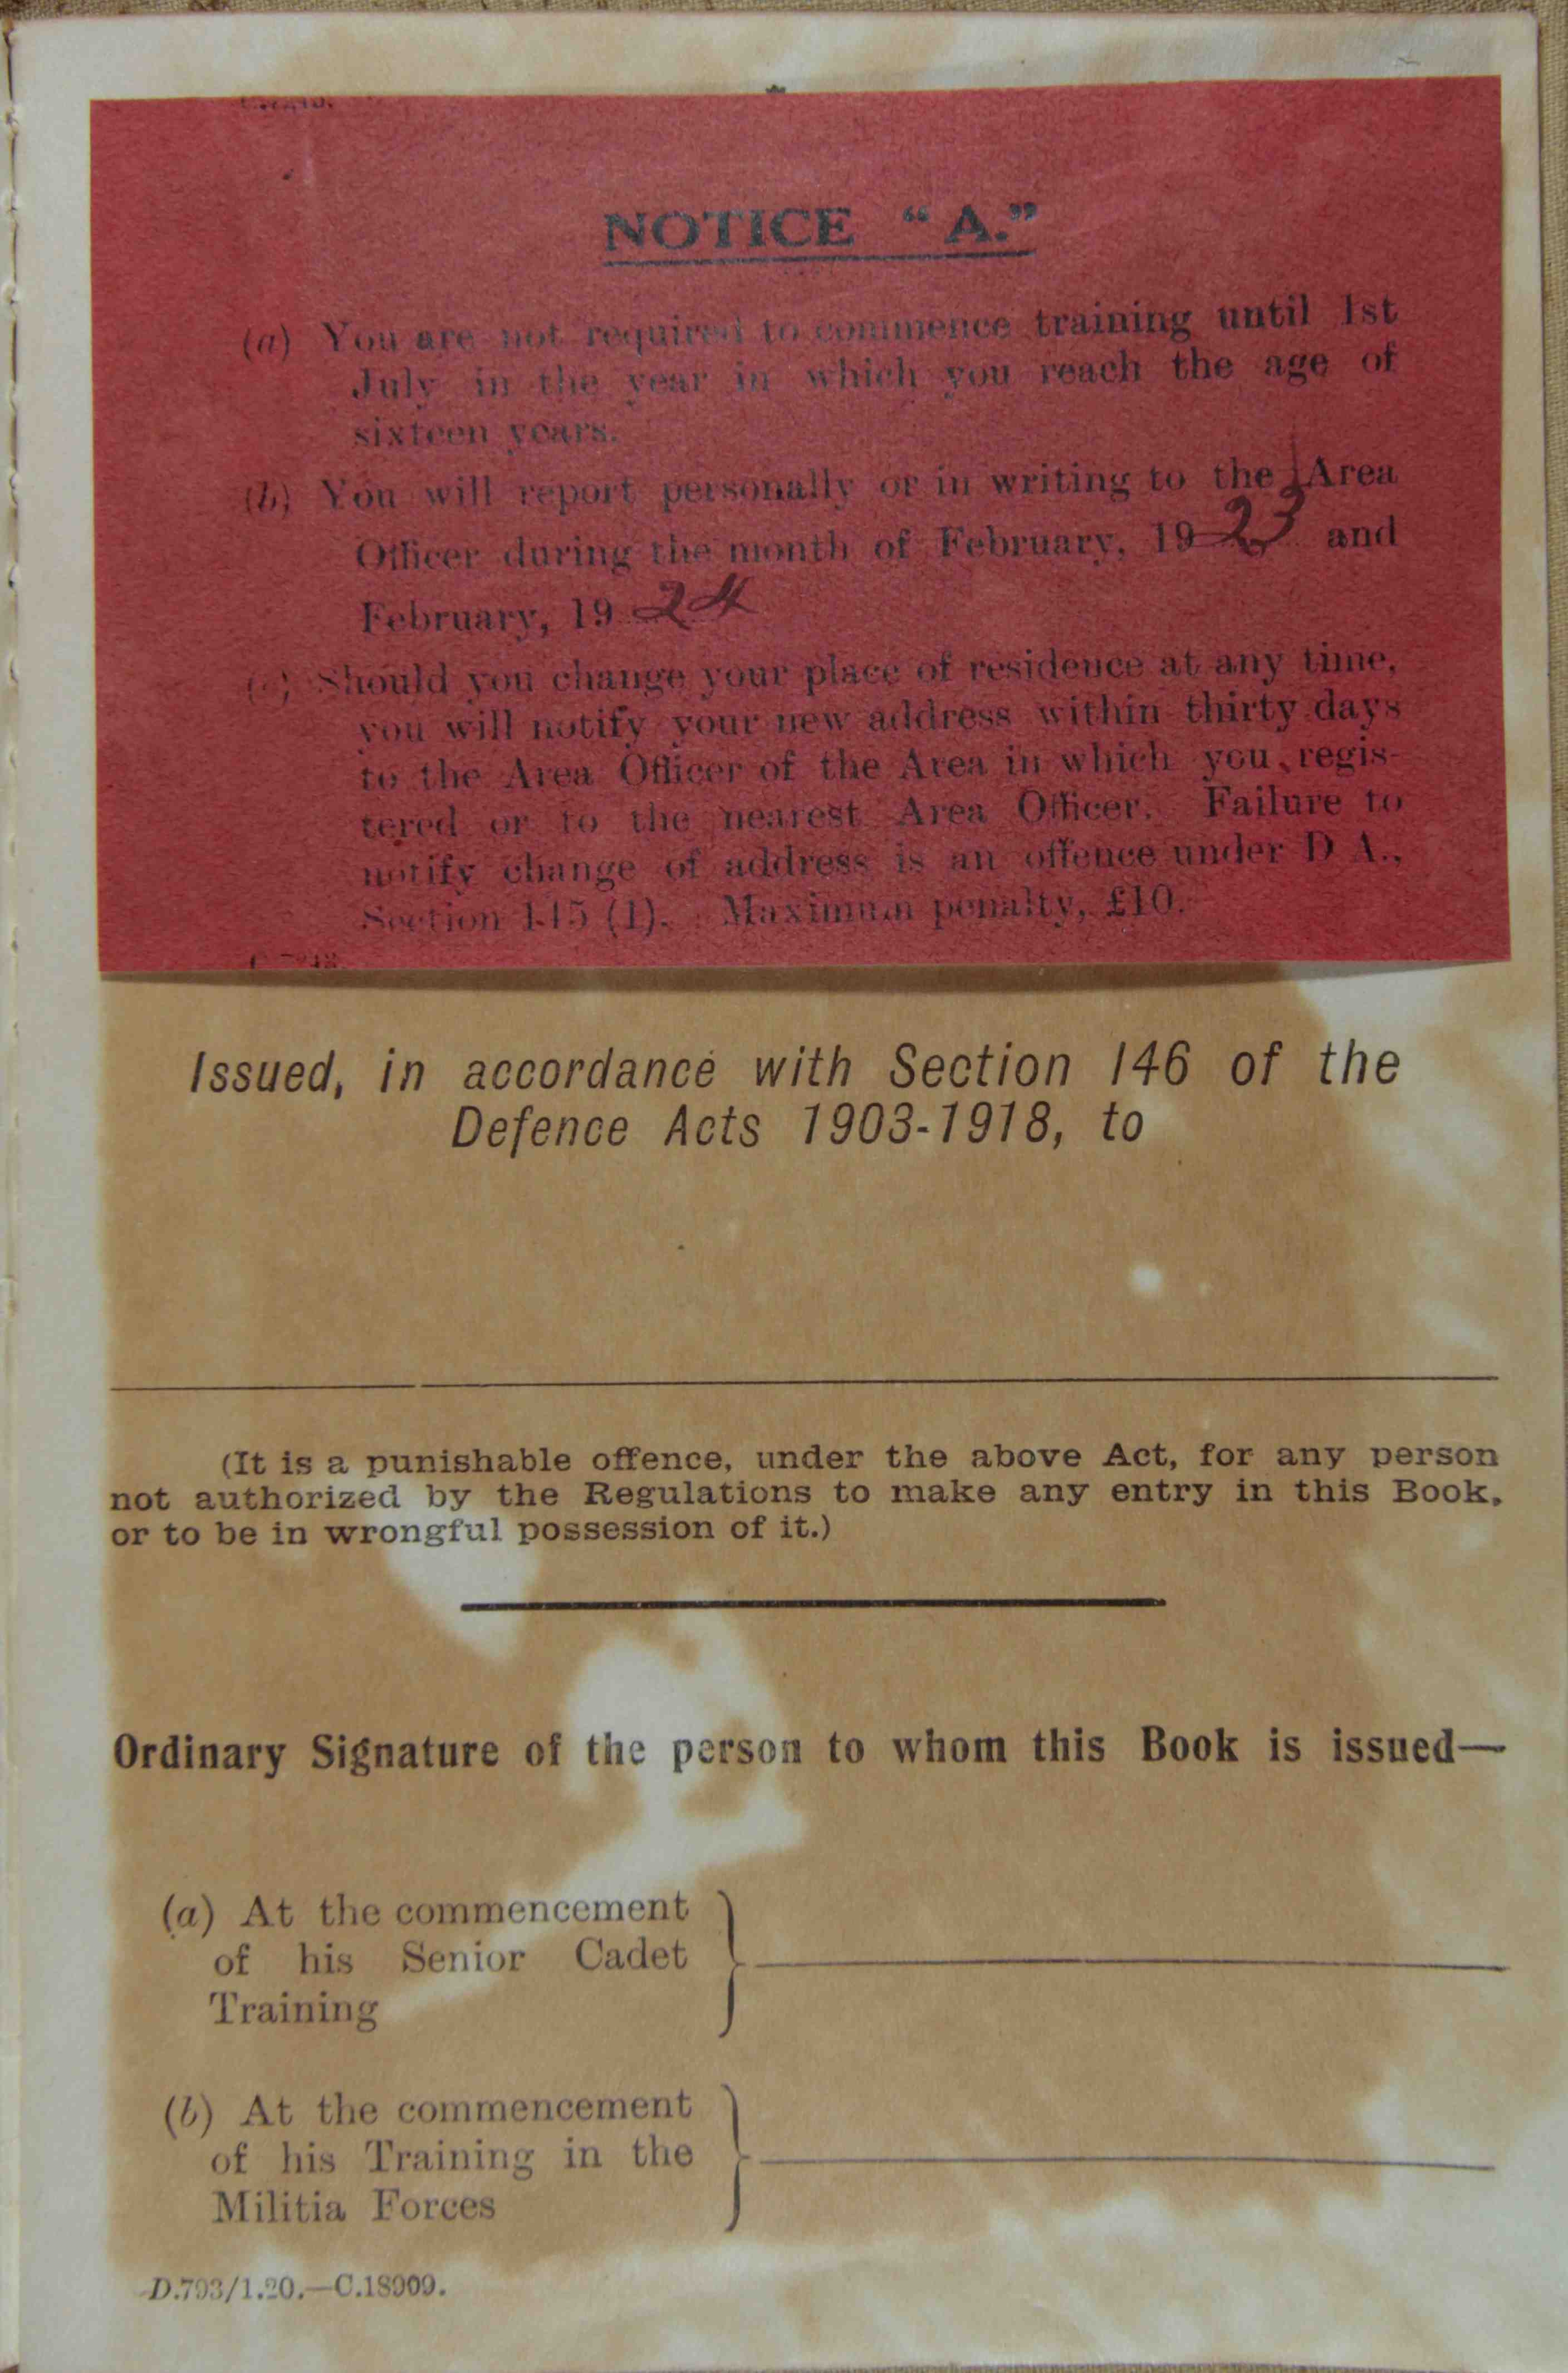 NOTICE "A."
(a) You are not required to commence training until 1st
July in the year in which you reach the age of
sixteen years.
(b) You will report personally or in writing to the Area
Officer during the month of February, 1923 and
February, 1924
(c) Should you change your place of residence at any time,
you will notify your new address within thirty days
to the Area Officer of the Area in which you regis-
tered or to the nearest Area Officer. Failure to
notify change of address is an offence under D A.,
Section 145 (1). Maximum penalty, £10.
Issued, in accordance with Section 146 of the
Defence Acts 1903-1918, to
(It is a punishable offence, under the above Act, for any person
not authorized by the Regulations to make any entry in this Book,
or to be in wrongful possession of it.)
Ordinary Signature of the person to whom this Book is issued—
(a) At the commencement
of his Senior Cadet
Training
(b) At the commencement
of his Training in the
Militia Forces
D.793/1.20.—C.18909.